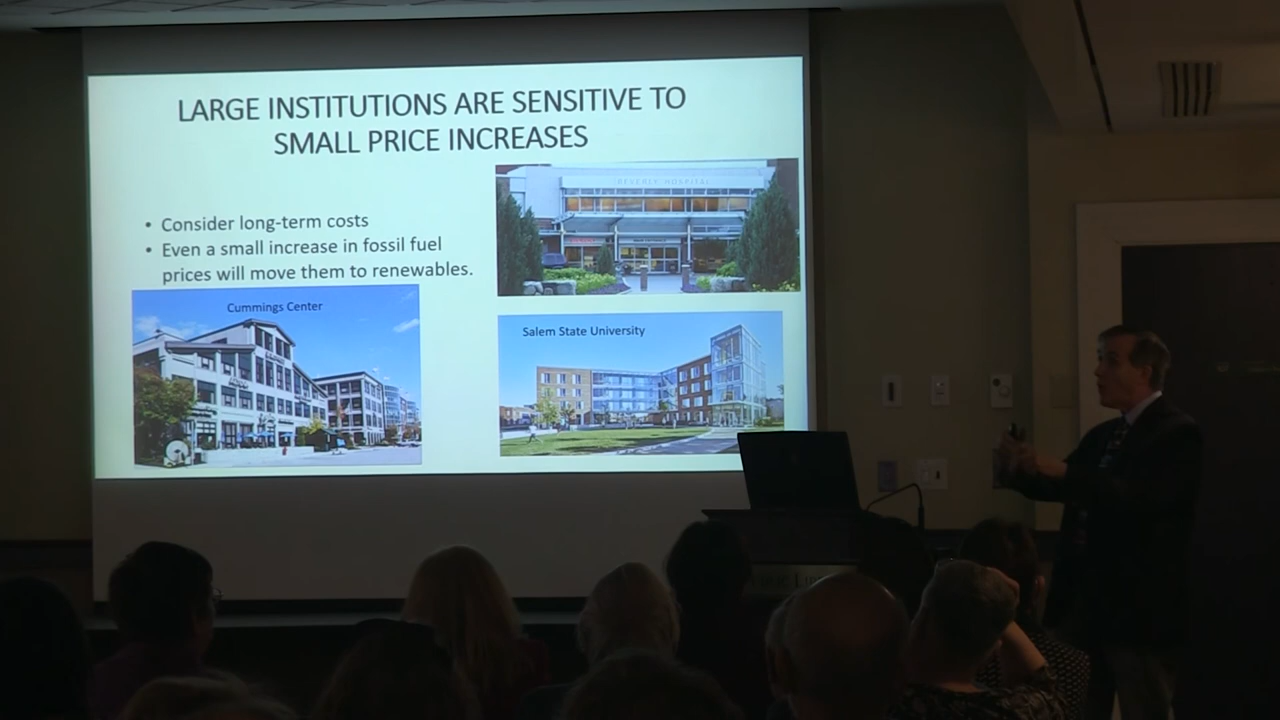 LARGE INSTITUTIONS ARE SENSITIVE TO
SMALL PRICE INCREASES
• Consider long-term costs
• Even a small increase in fossil fuel
prices will move them to renewables.
BEVERLY HOSPITAL
Cummings Center
Salem State University